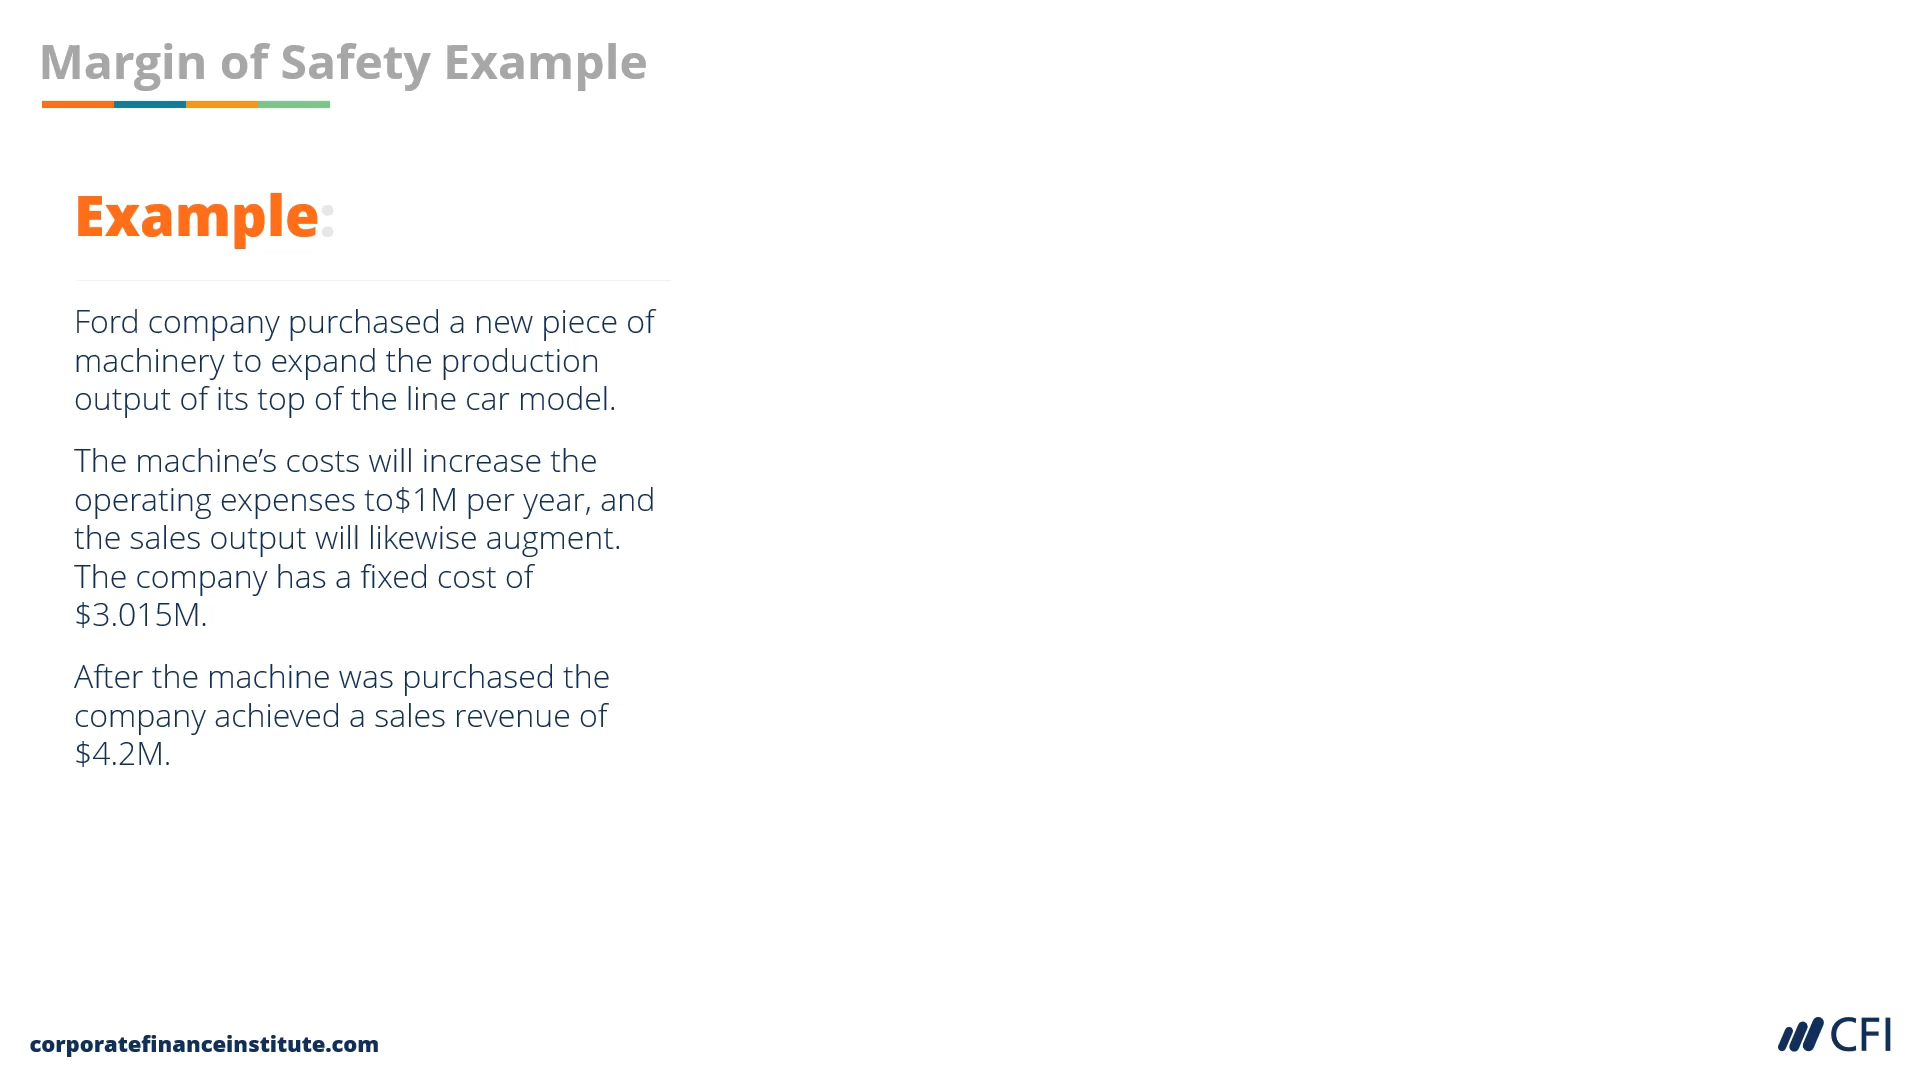 Margin of Safety Example
Example:
Ford company purchased a new piece of
machinery to expand the production
output of its top of the line car model.
The machine’s costs will increase the
operating expenses to$1M per year, and
the sales output will likewise augment.
The company has a fixed cost of
$3.015M.
After the machine was purchased the
company achieved a sales revenue of
$4.2M.
corporatefinanceinstitute.com
CFI